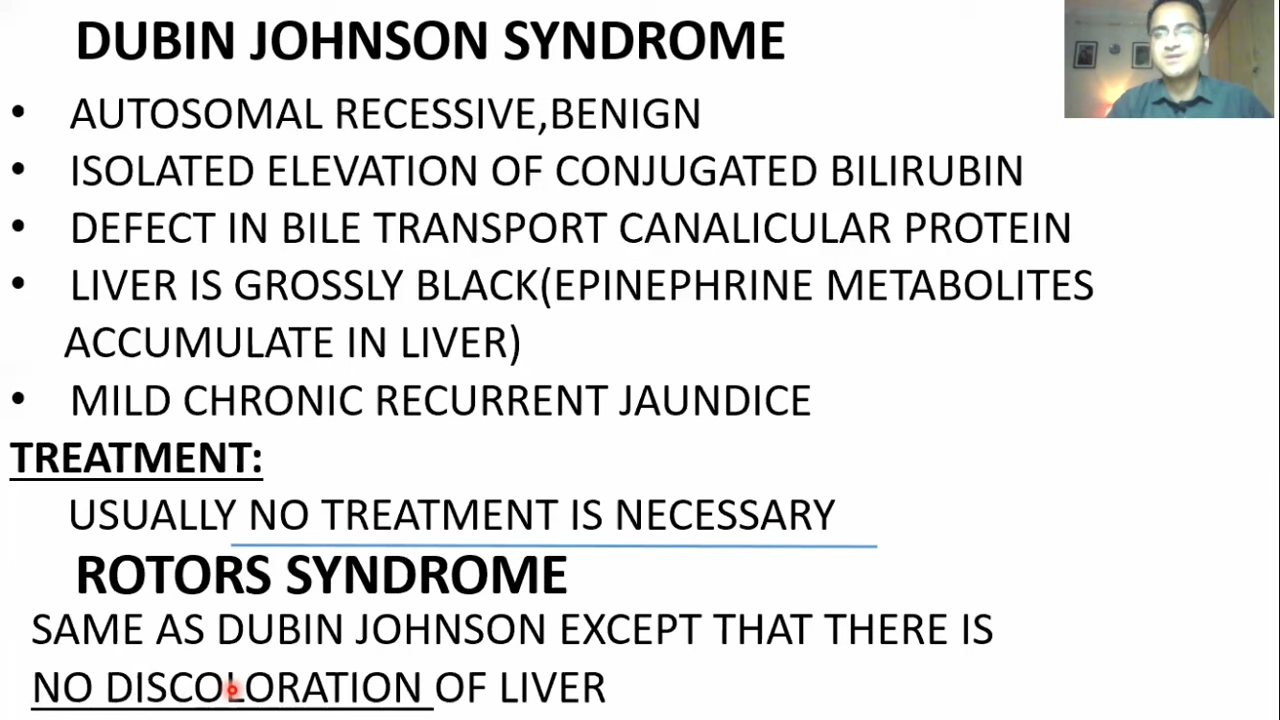 DUBIN JOHNSON SYNDROME
• AUTOSOMAL RECESSIVE,BENIGN
• ISOLATED ELEVATION OF CONJUGATED BILIRUBIN
• DEFECT IN BILE TRANSPORT CANALICULAR PROTEIN
• LIVER IS GROSSLY BLACK(EPINEPHRINE METABOLITES
ACCUMULATE IN LIVER)
• MILD CHRONIC RECURRENT JAUNDICE
TREATMENT:
USUALLY NO TREATMENT IS NECESSARY
ROTORS SYNDROME
SAME AS DUBIN JOHNSON EXCEPT THAT THERE IS
NO DISCOLORATION OF LIVER